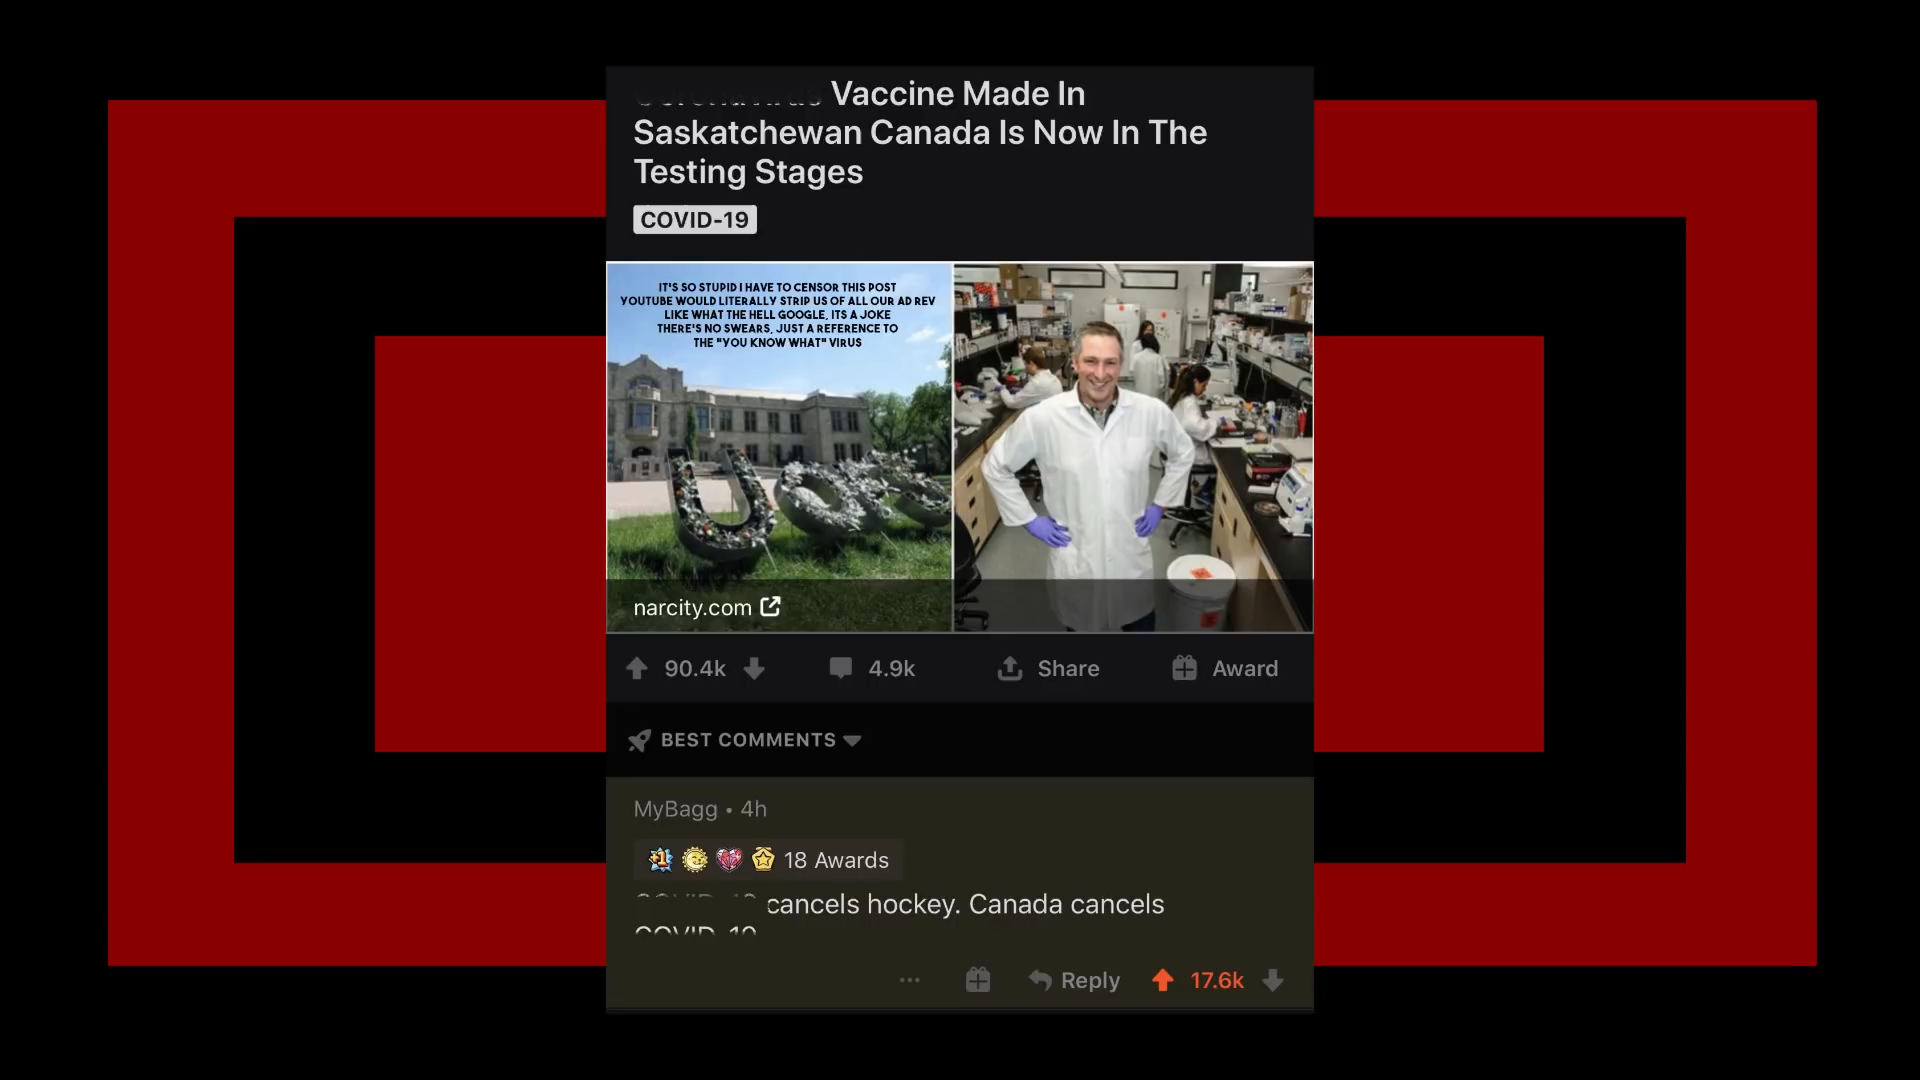 Vaccine Made In
Saskatchewan Canada Is Now In The
Testing Stages
COVID-19
IT'S SO STUPID I HAVE TO CENSOR THIS POST
YOUTUBE WOULD LITERALLY STRIP US OF ALL OUR AD REV
LIKE WHAT THE HELL GOOGLE, ITS A JOKE
THERE'S NO SWEARS, JUST A REFERENCE TO
THE "YOU KNOW WHAT" VIRUS
narcity.com
90.4k 4.9k Share Award
BEST COMMENTS
MyBagg • 4h
+1 18 Awards
cancels hockey. Canada cancels
COVID-19
Reply 17.6k